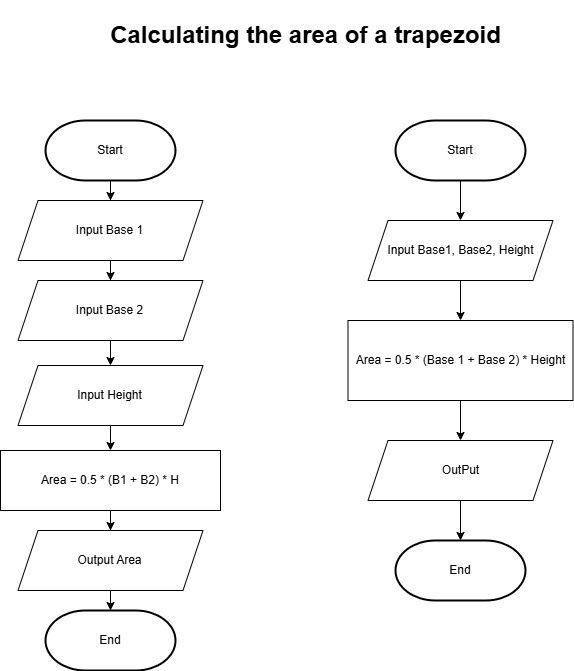 Calculating the area of a trapezoid
Start
Input Base 1
Input Base 2
Input Height
Area = 0.5 * (B1 + B2) * H
Output Area
End
Start
Input Base1, Base2, Height
Area = 0.5 * (Base 1 + Base 2) * Height
OutPut
End